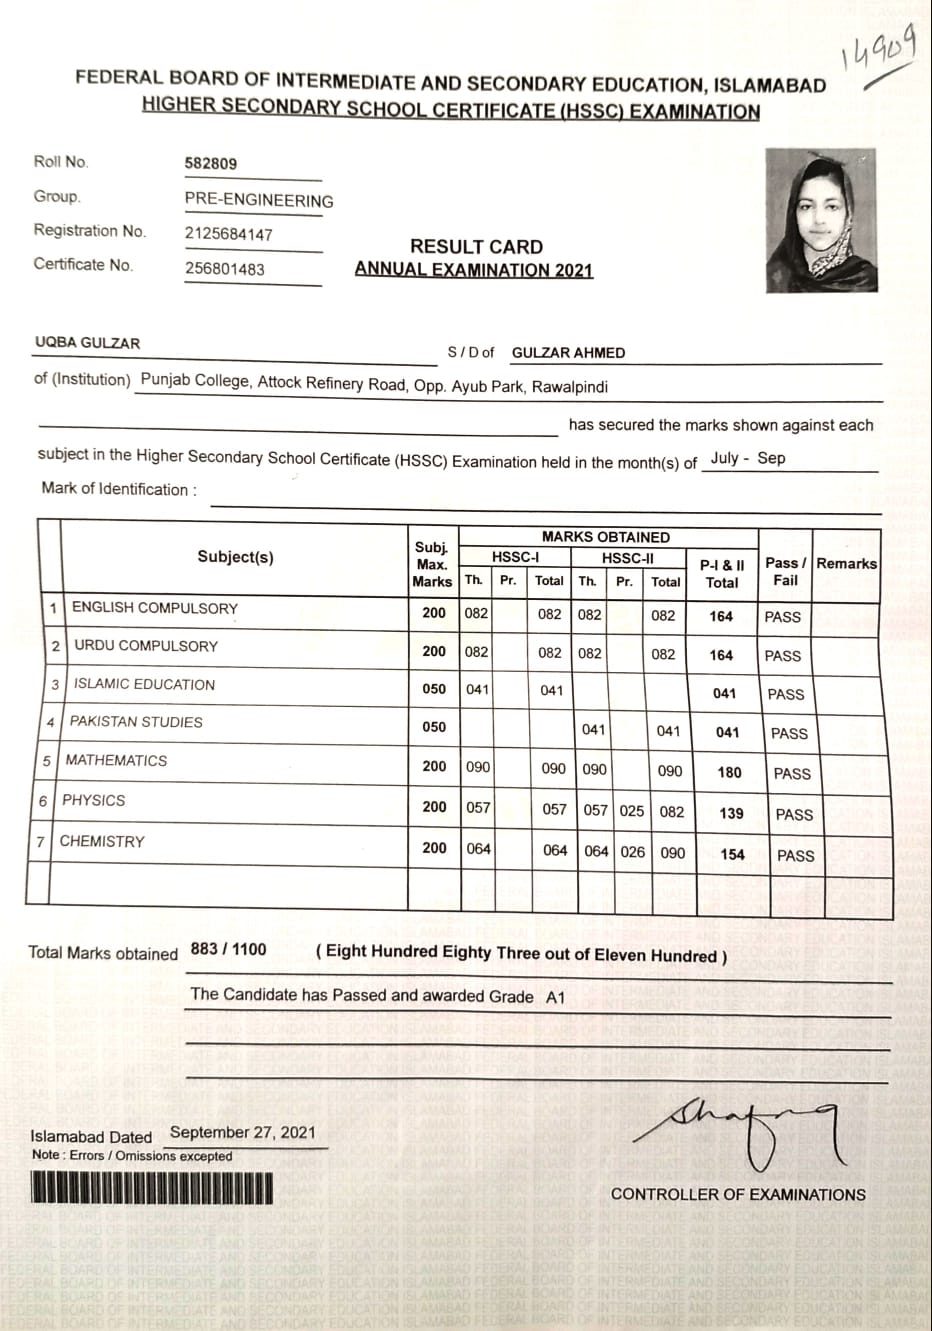 14909
FEDERAL BOARD OF INTERMEDIATE AND SECONDARY EDUCATION, ISLAMABAD
HIGHER SECONDARY SCHOOL CERTIFICATE (HSSC) EXAMINATION
Roll No. 582809
Group. PRE-ENGINEERING
Registration No. 2125684147
Certificate No. 256801483
RESULT CARD
ANNUAL EXAMINATION 2021
UQBA GULZAR S / D of GULZAR AHMED
of (Institution) Punjab College, Attock Refinery Road, Opp. Ayub Park, Rawalpindi
has secured the marks shown against each
subject in the Higher Secondary School Certificate (HSSC) Examination held in the month(s) of July - Sep
Mark of Identification :
Subject(s) Subj. Max. Marks MARKS OBTAINED Pass / Fail Remarks
HSSC-I HSSC-II P-I & II Total
Th. Pr. Total Th. Pr. Total
1 ENGLISH COMPULSORY 200 082 082 082 082 164 PASS
2 URDU COMPULSORY 200 082 082 082 082 164 PASS
3 ISLAMIC EDUCATION 050 041 041 041 PASS
4 PAKISTAN STUDIES 050 041 041 041 PASS
5 MATHEMATICS 200 090 090 090 090 180 PASS
6 PHYSICS 200 057 057 057 025 082 139 PASS
7 CHEMISTRY 200 064 064 064 026 090 154 PASS
Total Marks obtained 883 / 1100 ( Eight Hundred Eighty Three out of Eleven Hundred )
The Candidate has Passed and awarded Grade A1
Islamabad Dated September 27, 2021
Note : Errors / Omissions excepted
CONTROLLER OF EXAMINATIONS